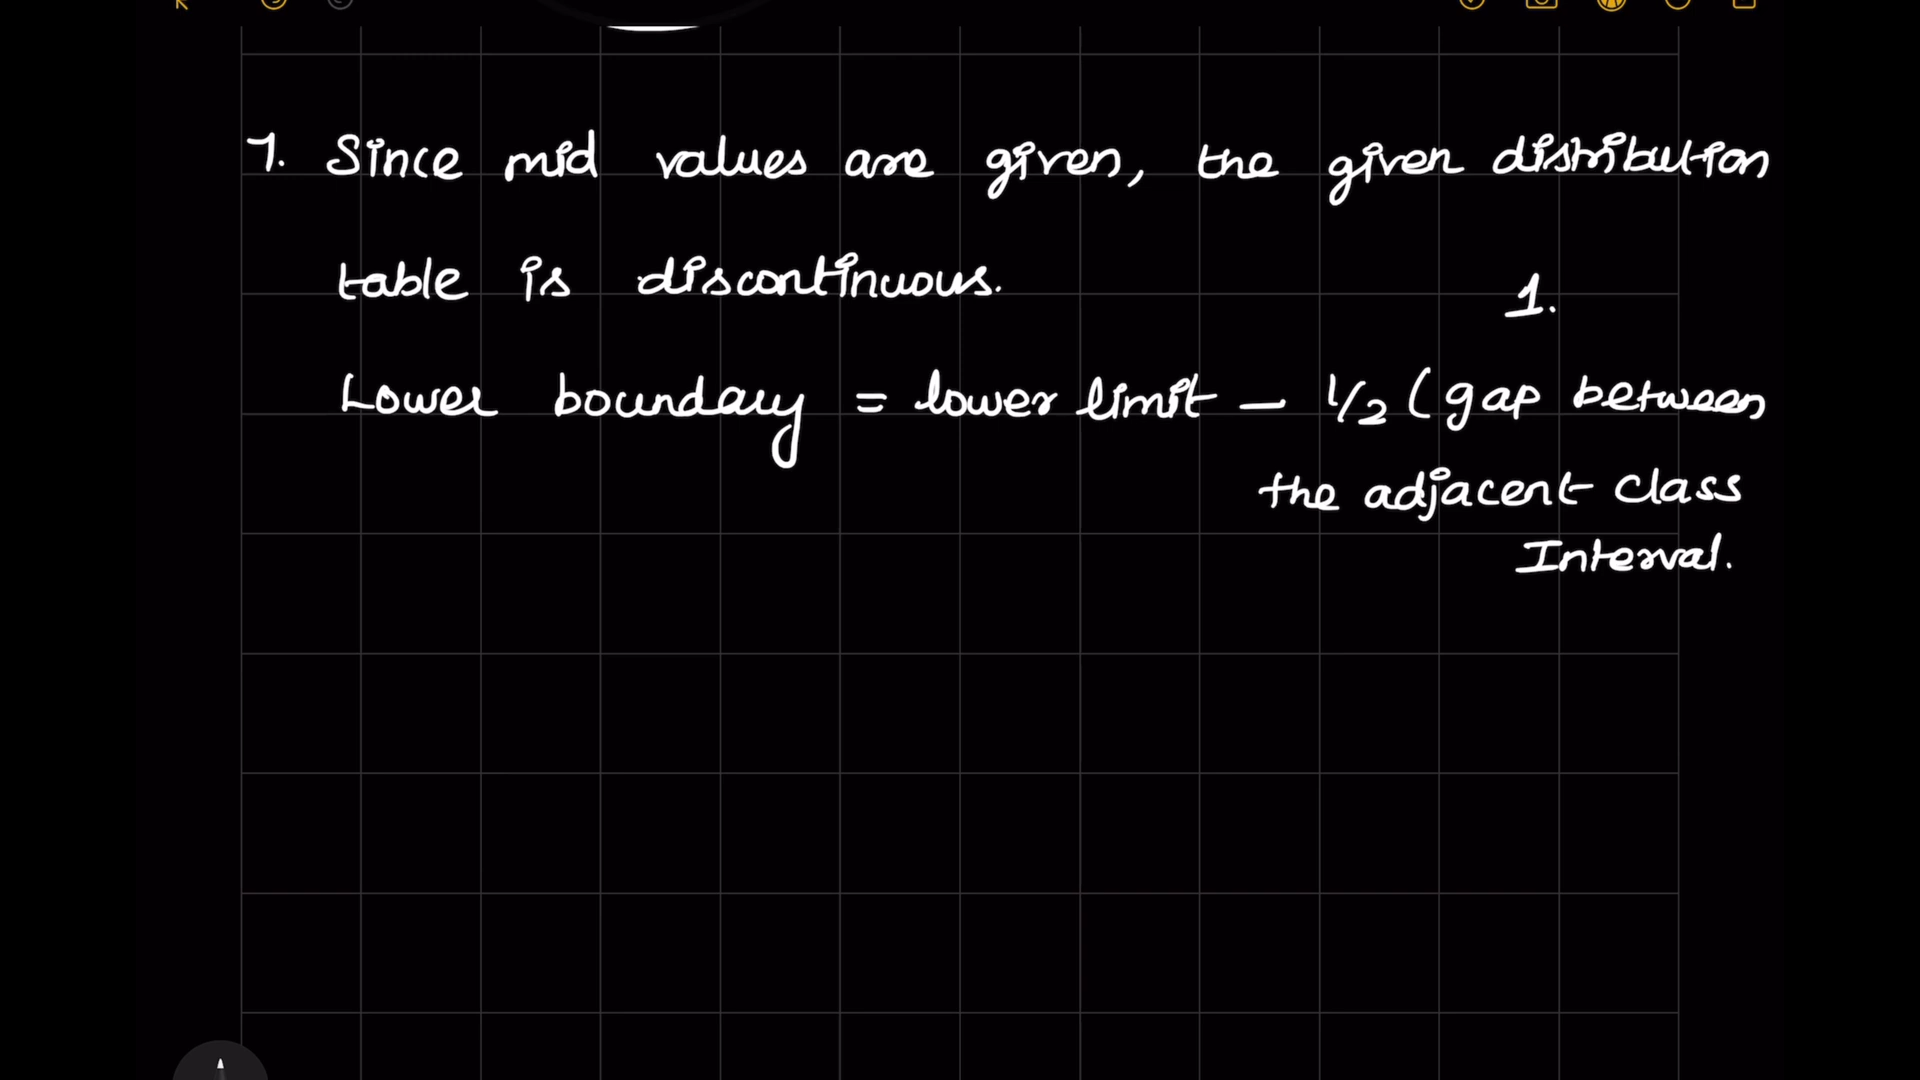 7. Since mid values are given, the given distribution
table is discontinuous.
1.
Lower boundary = lower limit - 1/2 (gap between
the adjacent class
Interval.